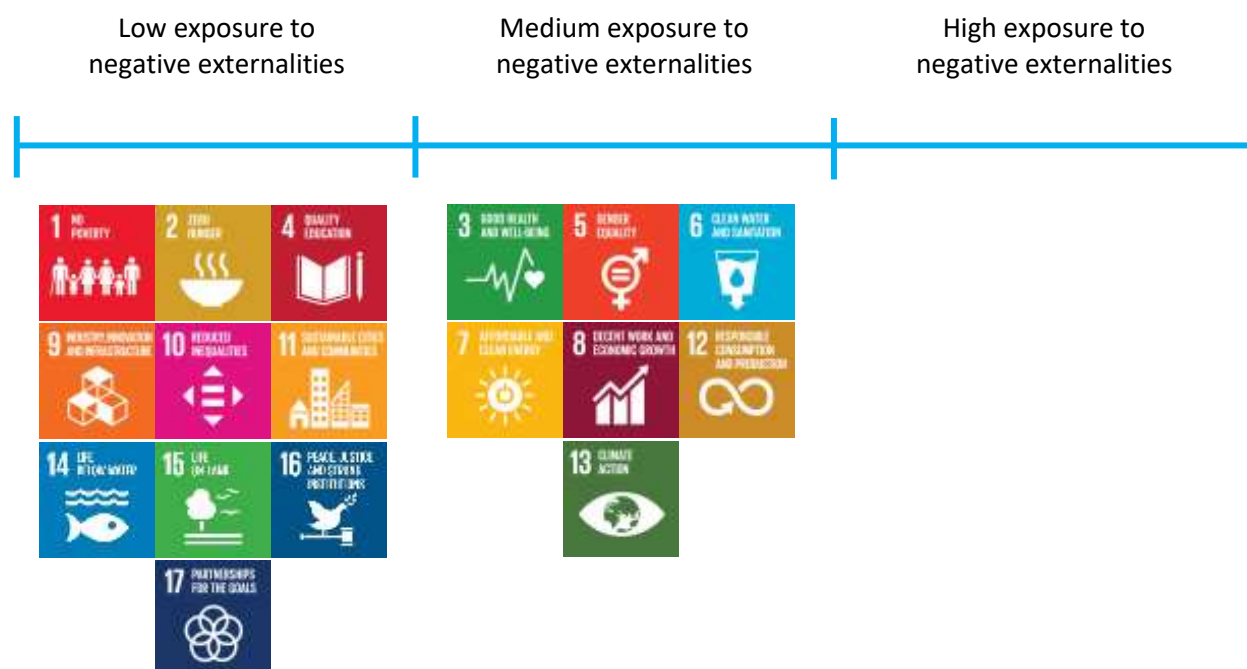 Low exposure to
negative externalities
Medium exposure to
negative externalities
High exposure to
negative externalities
1 NO
POVERTY
2 ZERO
HUNGER
4 QUALITY
EDUCATION
3 GOOD HEALTH
AND WELL-BEING
5 GENDER
EQUALITY
6 CLEAN WATER
AND SANITATION
9 INDUSTRY, INNOVATION
AND INFRASTRUCTURE
10 REDUCED
INEQUALITIES
11 SUSTAINABLE CITIES
AND COMMUNITIES
7 AFFORDABLE AND
CLEAN ENERGY
8 DECENT WORK AND
ECONOMIC GROWTH
12 RESPONSIBLE
CONSUMPTION
AND PRODUCTION
14 LIFE
BELOW WATER
15 LIFE
ON LAND
16 PEACE, JUSTICE
AND STRONG
INSTITUTIONS
13 CLIMATE
ACTION
17 PARTNERSHIPS
FOR THE GOALS